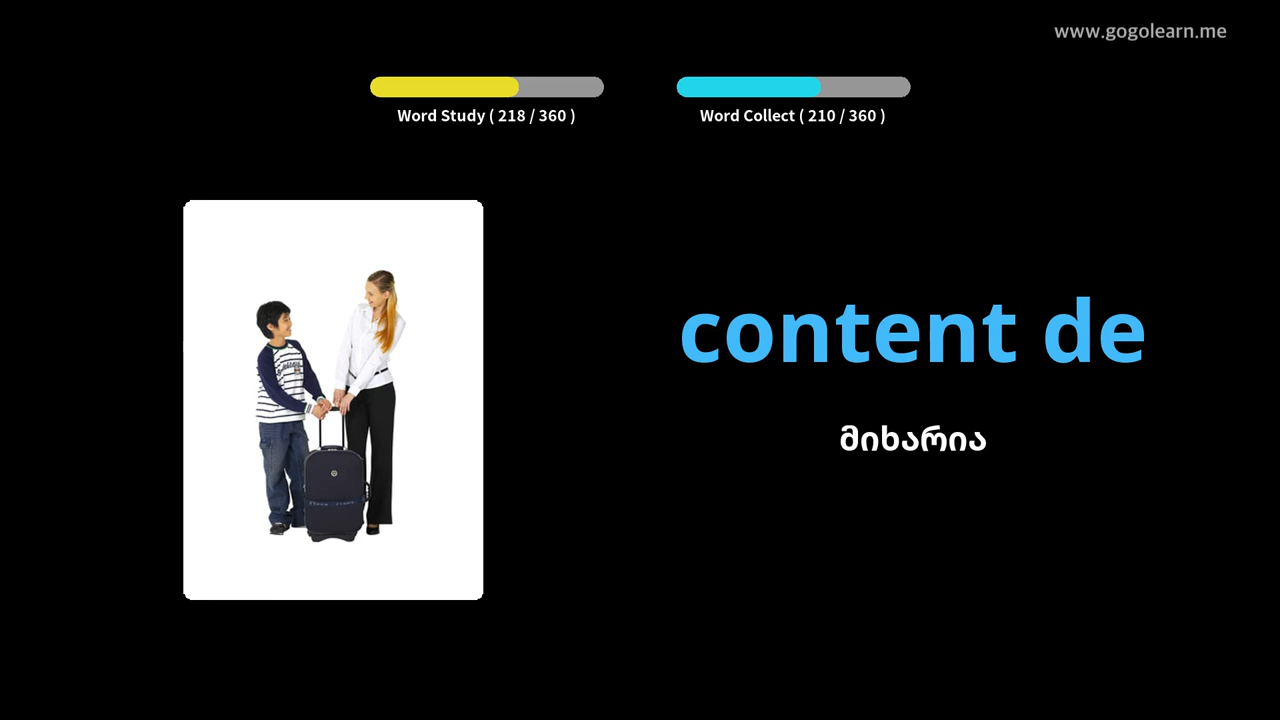 www.gogolearn.me
Word Study ( 218 / 360 )
Word Collect ( 210 / 360 )
content de
მიხარია